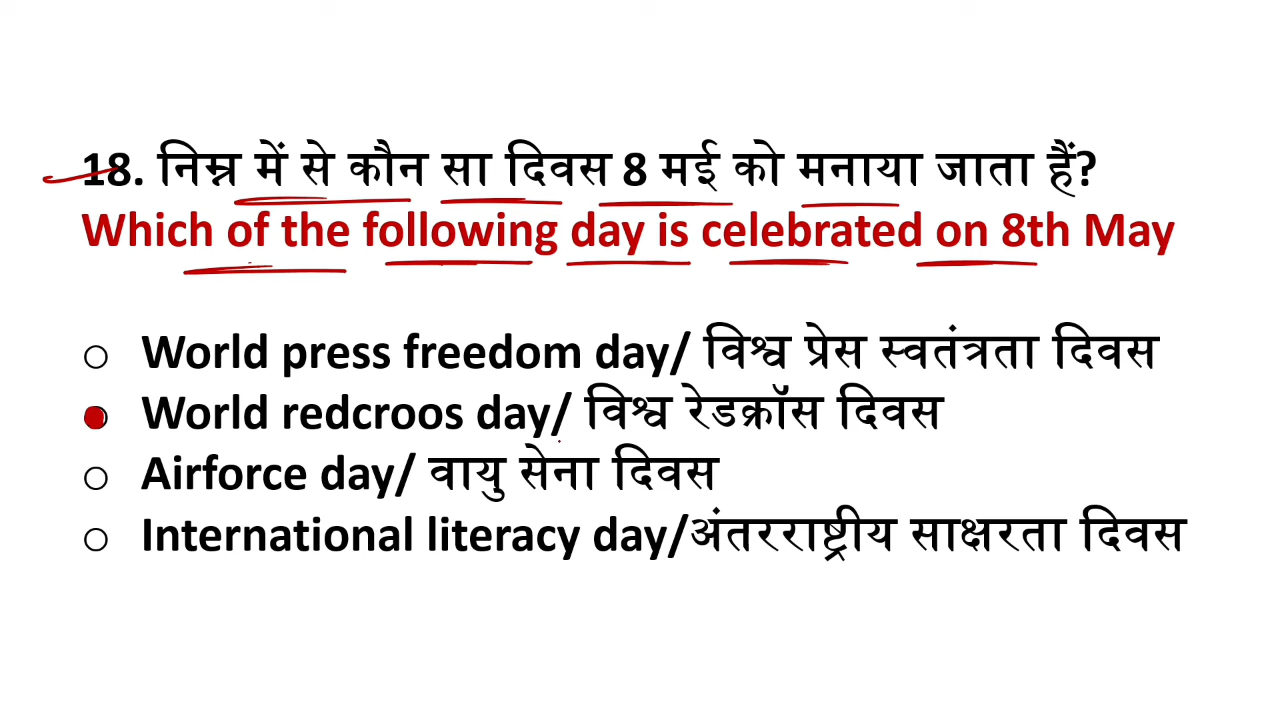 18. निम्न में से कौन सा दिवस 8 मई को मनाया जाता हैं?
Which of the following day is celebrated on 8th May
World press freedom day/ विश्व प्रेस स्वतंत्रता दिवस
World redcroos day/ विश्व रेडक्रॉस दिवस
Airforce day/ वायु सेना दिवस
International literacy day/अंतरराष्ट्रीय साक्षरता दिवस